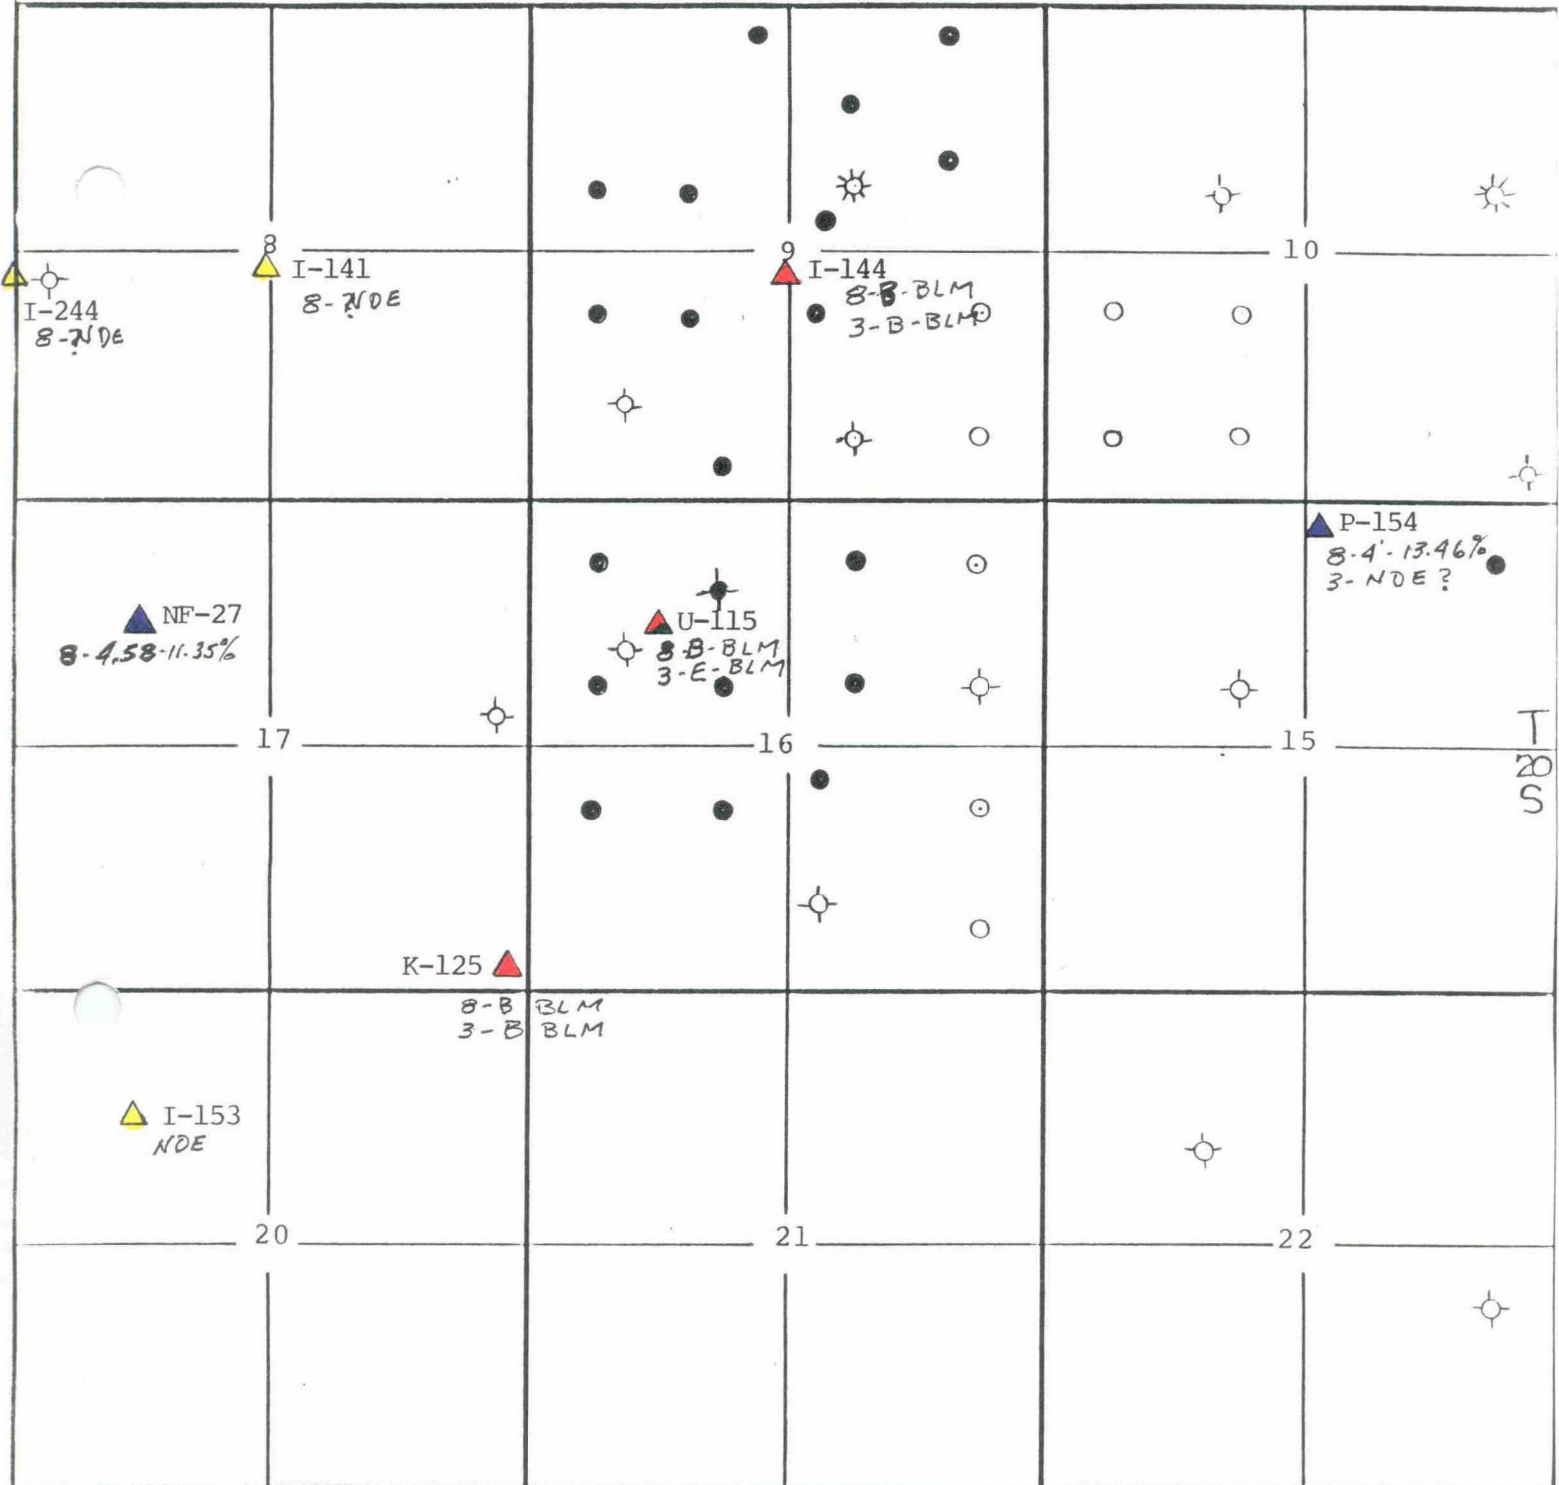 8
9
10
I-141
8-NDE
?
I-144
8-B-BLM
3-B-BLM
I-244
8-NDE
?
P-154
8-4'-13.46%
3-NDE?
NF-27
8-4.58-11.35%
U-115
8-B-BLM
3-E-BLM
17
16
15
T
20
S
K-125
8-B BLM
3-B BLM
I-153
NDE
20
21
22